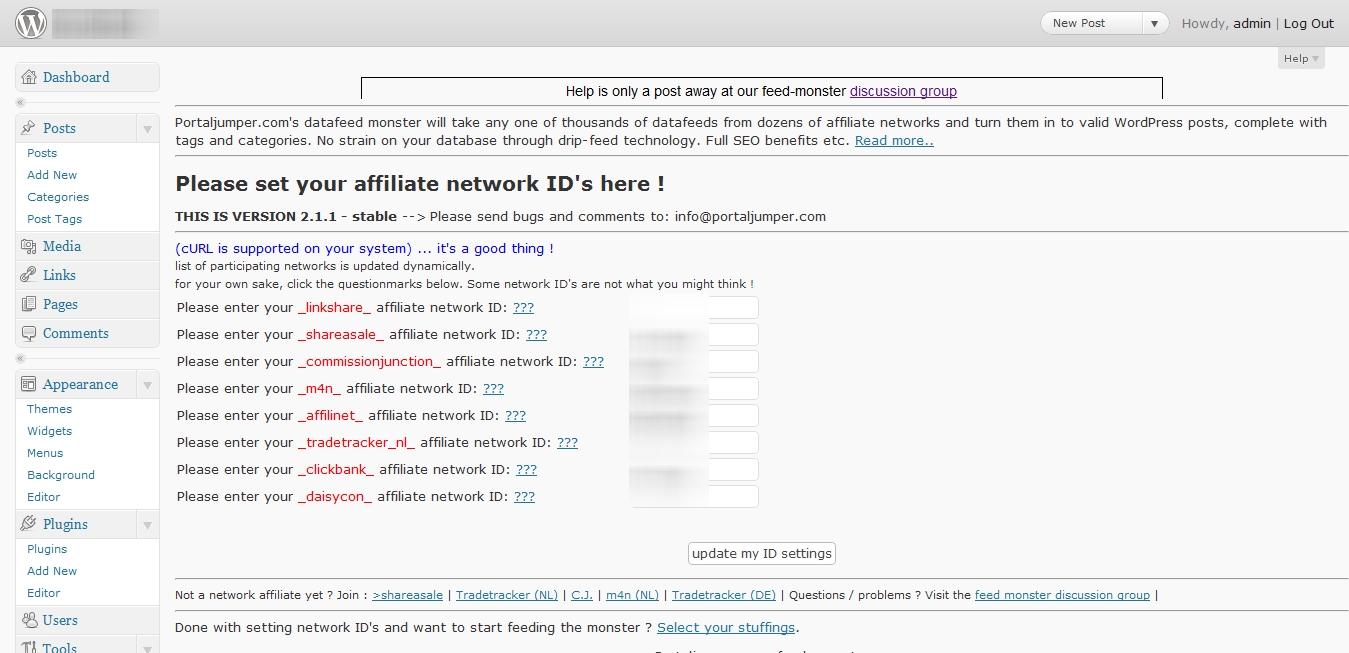 New Post ▼ Howdy, admin | Log Out
Help
Dashboard
Posts
Posts
Add New
Categories
Post Tags
Media
Links
Pages
Comments
Appearance
Themes
Widgets
Menus
Background
Editor
Plugins
Plugins
Add New
Editor
Users
Tools
Help is only a post away at our feed-monster discussion group
Portaljumper.com's datafeed monster will take any one of thousands of datafeeds from dozens of affiliate networks and turn them in to valid WordPress posts, complete with
tags and categories. No strain on your database through drip-feed technology. Full SEO benefits etc. Read more..
Please set your affiliate network ID's here !
THIS IS VERSION 2.1.1 - stable --> Please send bugs and comments to: info@portaljumper.com
(cURL is supported on your system) ... it's a good thing !
list of participating networks is updated dynamically.
for your own sake, click the questionmarks below. Some network ID's are not what you might think !
Please enter your _linkshare_ affiliate network ID: ???
Please enter your _shareasale_ affiliate network ID: ???
Please enter your _commissionjunction_ affiliate network ID: ???
Please enter your _m4n_ affiliate network ID: ???
Please enter your _affilinet_ affiliate network ID: ???
Please enter your _tradetracker_nl_ affiliate network ID: ???
Please enter your _clickbank_ affiliate network ID: ???
Please enter your _daisycon_ affiliate network ID: ???
update my ID settings
Not a network affiliate yet ? Join : >shareasale | Tradetracker (NL) | C.J. | m4n (NL) | Tradetracker (DE) | Questions / problems ? Visit the feed monster discussion group |
Done with setting network ID's and want to start feeding the monster ? Select your stuffings.